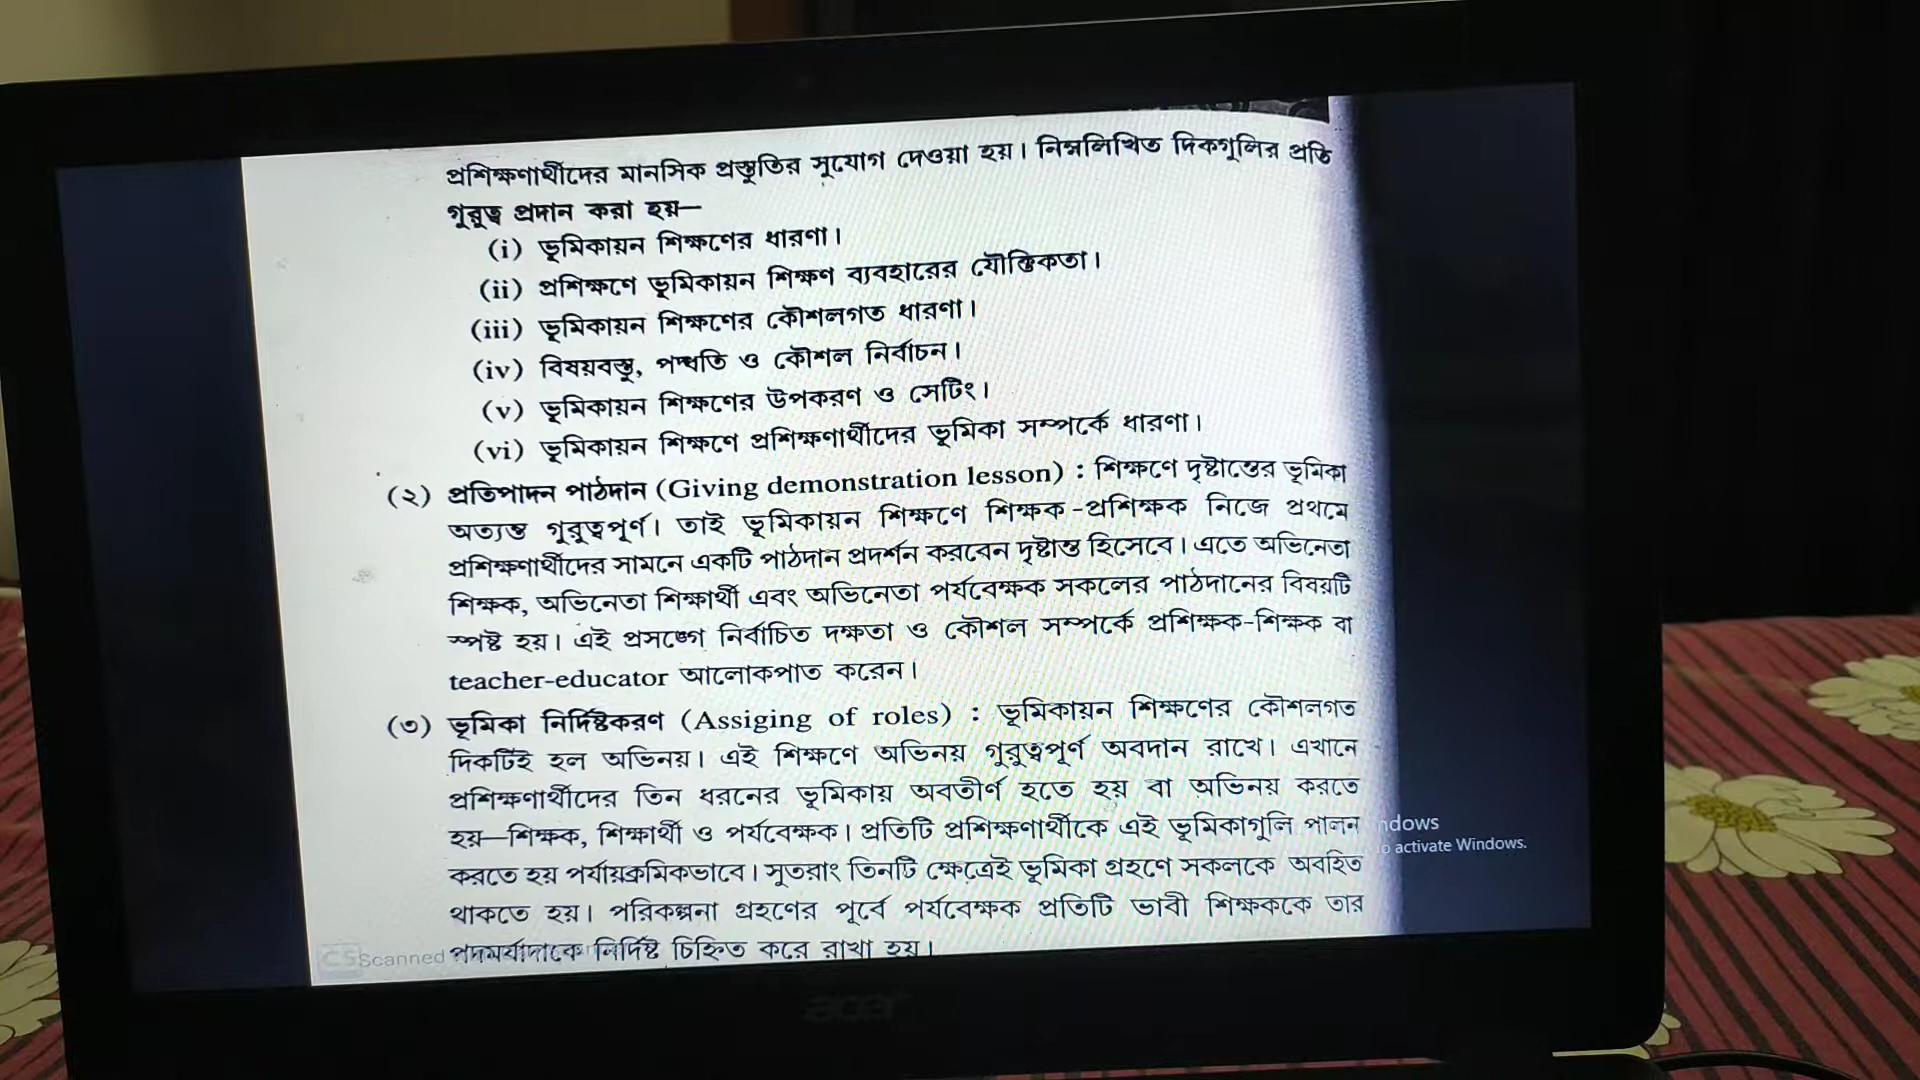 প্রশিক্ষণার্থীদের মানসিক প্রস্তুতির সুযোগ দেওয়া হয়। নিম্নলিখিত দিকগুলির প্রতি
গুরুত্ব প্রদান করা হয়—
(i) ভূমিকায়ন শিক্ষণের ধারণা।
(ii) প্রশিক্ষণে ভূমিকায়ন শিক্ষণ ব্যবহারের যৌক্তিকতা।
(iii) ভূমিকায়ন শিক্ষণের কৌশলগত ধারণা।
(iv) বিষয়বস্তু, পদ্ধতি ও কৌশল নির্বাচন।
(v) ভূমিকায়ন শিক্ষণের উপকরণ ও সেটিং।
(vi) ভূমিকায়ন শিক্ষণে প্রশিক্ষণার্থীদের ভূমিকা সম্পর্কে ধারণা।
(২) প্রতিপাদন পাঠদান (Giving demonstration lesson) : শিক্ষণে দৃষ্টান্তের ভূমিকা
অত্যন্ত গুরুত্বপূর্ণ। তাই ভূমিকায়ন শিক্ষণে শিক্ষক-প্রশিক্ষক নিজে প্রথমে
প্রশিক্ষণার্থীদের সামনে একটি পাঠদান প্রদর্শন করবেন দৃষ্টান্ত হিসেবে। এতে অভিনেতা
শিক্ষক, অভিনেতা শিক্ষার্থী এবং অভিনেতা পর্যবেক্ষক সকলের পাঠদানের বিষয়টি
স্পষ্ট হয়। এই প্রসঙ্গে নির্বাচিত দক্ষতা ও কৌশল সম্পর্কে প্রশিক্ষক-শিক্ষক বা
teacher-educator আলোকপাত করেন।
(৩) ভূমিকা নির্দিষ্টকরণ (Assiging of roles) : ভূমিকায়ন শিক্ষণের কৌশলগত
দিকটিই হল অভিনয়। এই শিক্ষণে অভিনয় গুরুত্বপূর্ণ অবদান রাখে। এখানে
প্রশিক্ষণার্থীদের তিন ধরনের ভূমিকায় অবতীর্ণ হতে হয় বা অভিনয় করতে
হয়—শিক্ষক, শিক্ষার্থী ও পর্যবেক্ষক। প্রতিটি প্রশিক্ষণার্থীকে এই ভূমিকাগুলি পালন
করতে হয় পর্যায়ক্রমিকভাবে। সুতরাং তিনটি ক্ষেত্রেই ভূমিকা গ্রহণে সকলকে অবহিত
থাকতে হয়। পরিকল্পনা গ্রহণের পূর্বে পর্যবেক্ষক প্রতিটি ভাবী শিক্ষককে তার
পদমর্যাদাকে নির্দিষ্ট চিহ্নিত করে রাখা হয়।
ndows
o activate Windows.
CS Scanned
acer